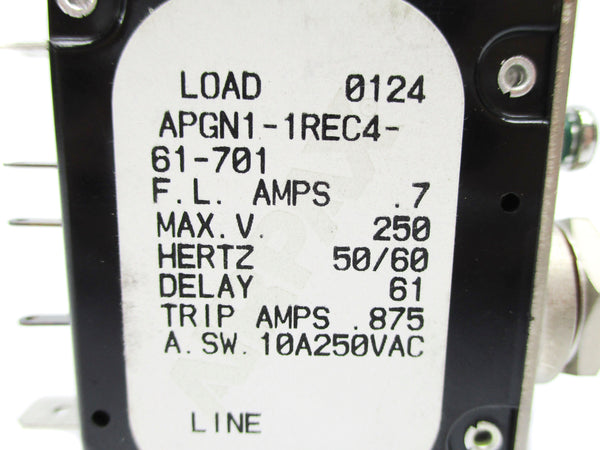 LOAD 0124
APGN1-1REC4-
61-701
F.L. AMPS .7
MAX.V. 250
HERTZ 50/60
DELAY 61
TRIP AMPS .875
A.SW.10A250VAC
LINE